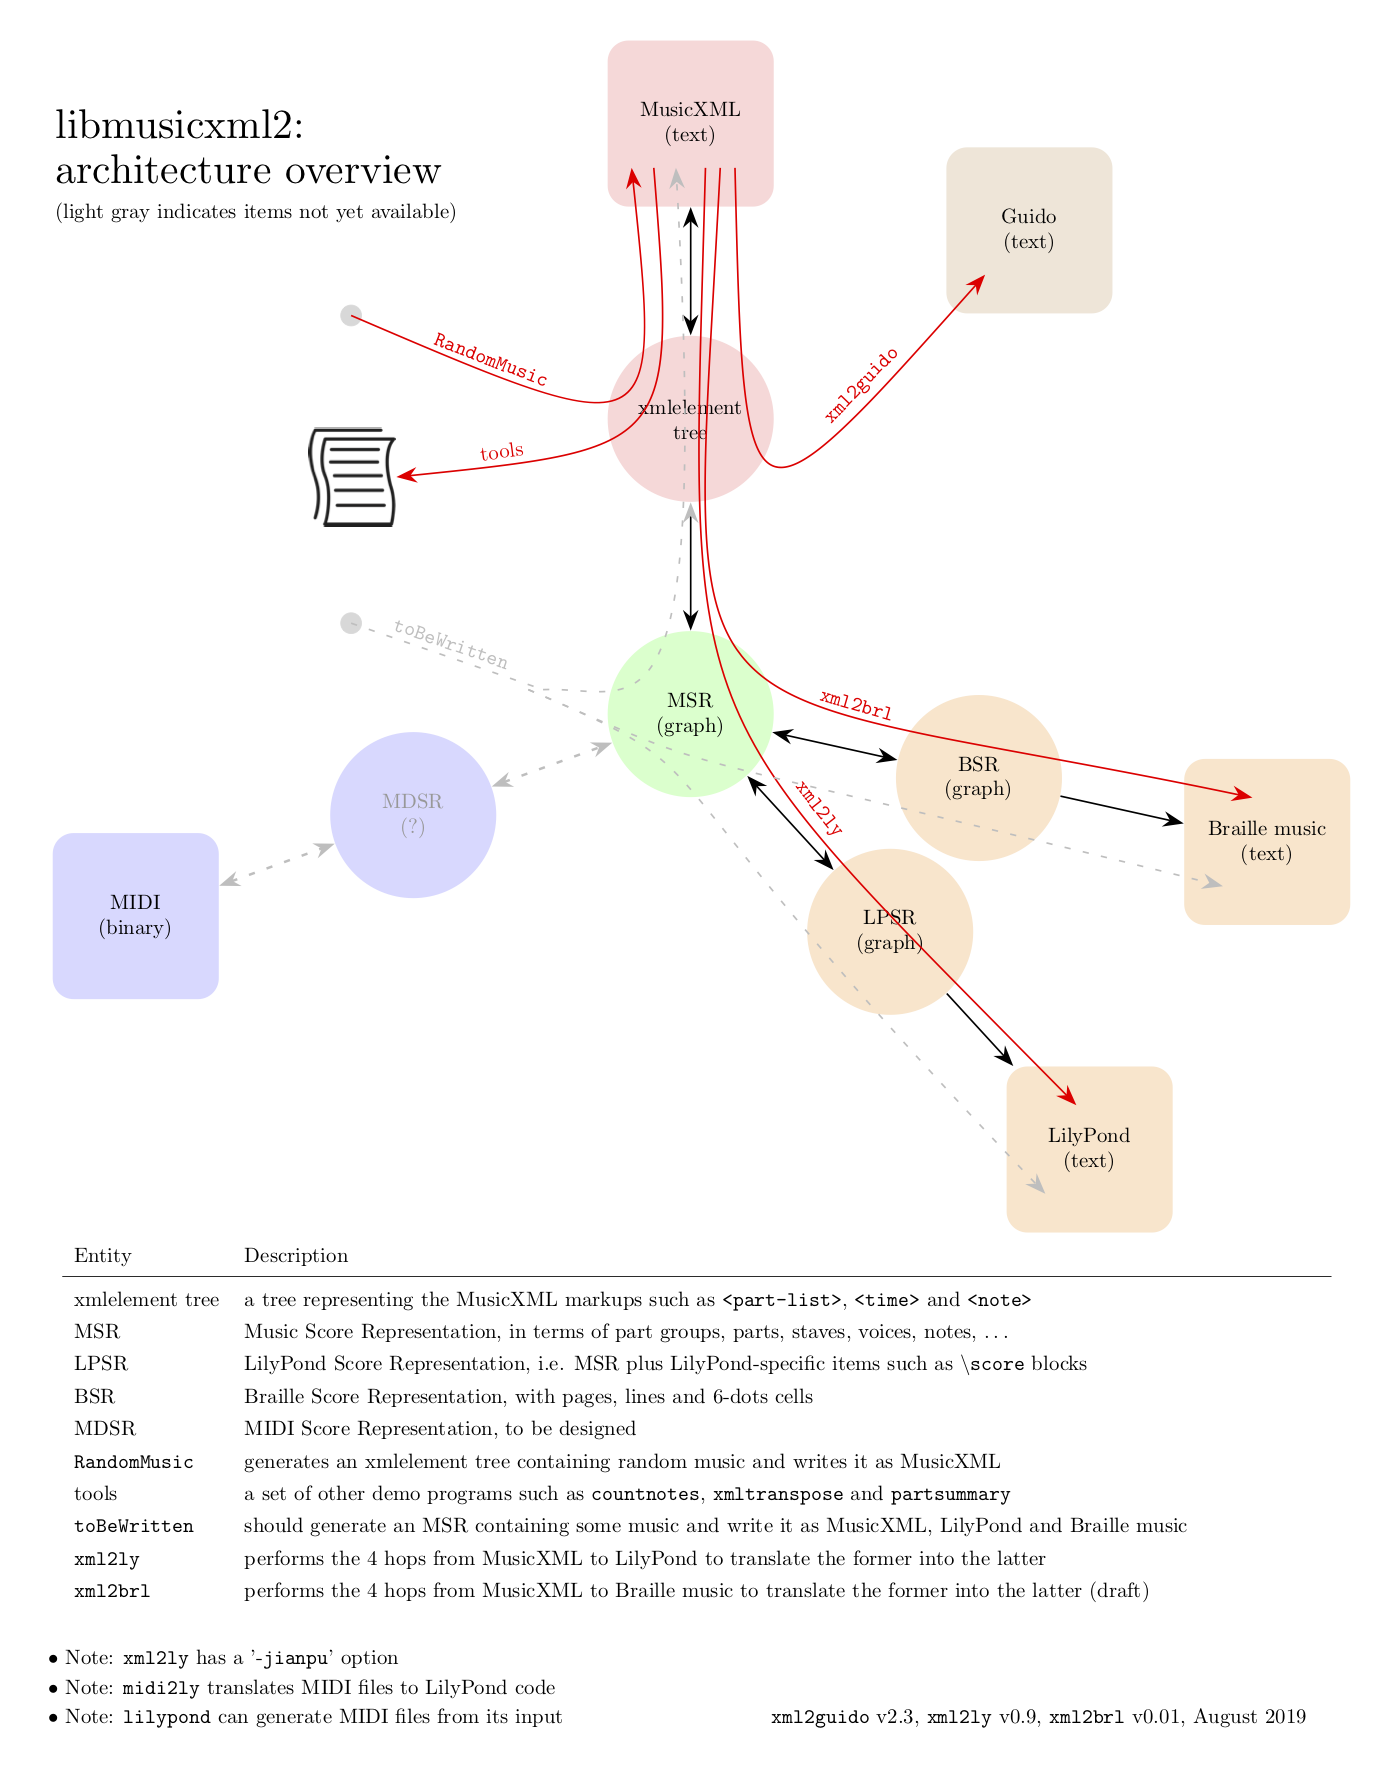 libmusicxml2:
architecture overview
(light gray indicates items not yet available)
MusicXML
(text)
Guido
(text)
RandomMusic
xml2guido
xmlelement
tree
tools
toBeWritten
MSR
(graph)
xml2brl
BSR
(graph)
MDSR
(?)
xml2ly
Braille music
(text)
MIDI
(binary)
LPSR
(graph)
LilyPond
(text)
Entity Description
xmlelement tree a tree representing the MusicXML markups such as <part-list>, <time> and <note>
MSR Music Score Representation, in terms of part groups, parts, staves, voices, notes, ...
LPSR LilyPond Score Representation, i.e. MSR plus LilyPond-specific items such as \score blocks
BSR Braille Score Representation, with pages, lines and 6-dots cells
MDSR MIDI Score Representation, to be designed
RandomMusic generates an xmlelement tree containing random music and writes it as MusicXML
tools a set of other demo programs such as countnotes, xmltranspose and partsummary
toBeWritten should generate an MSR containing some music and write it as MusicXML, LilyPond and Braille music
xml2ly performs the 4 hops from MusicXML to LilyPond to translate the former into the latter
xml2brl performs the 4 hops from MusicXML to Braille music to translate the former into the latter (draft)
• Note: xml2ly has a '-jianpu' option
• Note: midi2ly translates MIDI files to LilyPond code
• Note: lilypond can generate MIDI files from its input
xml2guido v2.3, xml2ly v0.9, xml2brl v0.01, August 2019